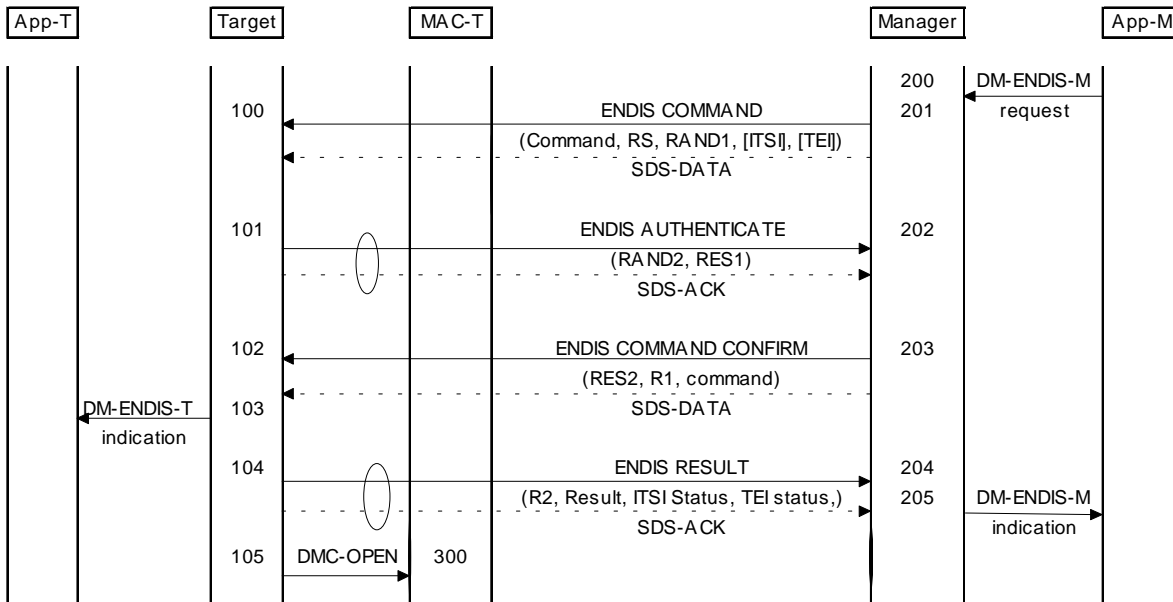 App-T Target MAC-T Manager App-M
200 DM-ENDIS-M
100 ENDIS COMMAND 201 request
(Command, RS, RAND1, [ITSI], [TEI])
SDS-DATA
101 ENDIS AUTHENTICATE 202
(RAND2, RES1)
SDS-ACK
102 ENDIS COMMAND CONFIRM 203
(RES2, R1, command)
DM-ENDIS-T 103 SDS-DATA
indication
104 ENDIS RESULT 204
(R2, Result, ITSI Status, TEI status,) 205 DM-ENDIS-M
SDS-ACK indication
105 DMC-OPEN 300